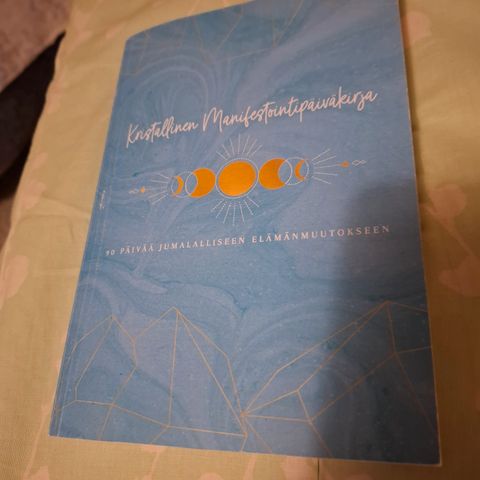 Kristallinen Manifestointipäiväkirja
90 PÄIVÄÄ JUMALALLISEEN ELÄMÄNMUUTOKSEEN